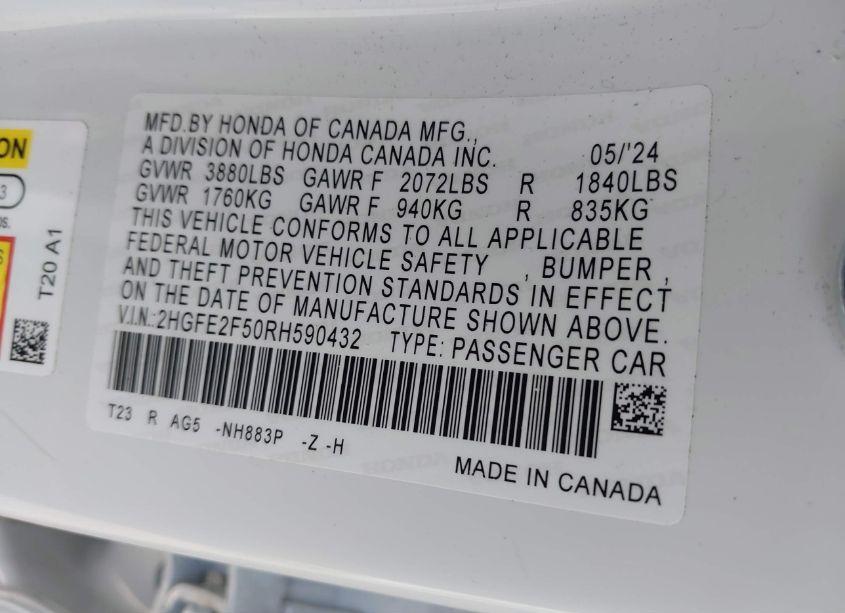 MFD.BY HONDA OF CANADA MFG.,
A DIVISION OF HONDA CANADA INC. 05/'24
GVWR 3880LBS GAWR F 2072LBS R 1840LBS
GVWR 1760KG GAWR F 940KG R 835KG
THIS VEHICLE CONFORMS TO ALL APPLICABLE
FEDERAL MOTOR VEHICLE SAFETY , BUMPER ,
AND THEFT PREVENTION STANDARDS IN EFFECT
ON THE DATE OF MANUFACTURE SHOWN ABOVE.
V.I.N.:2HGFE2F50RH590432 TYPE: PASSENGER CAR
T23 R AG5 -NH883P -Z -H
MADE IN CANADA
T20 A1